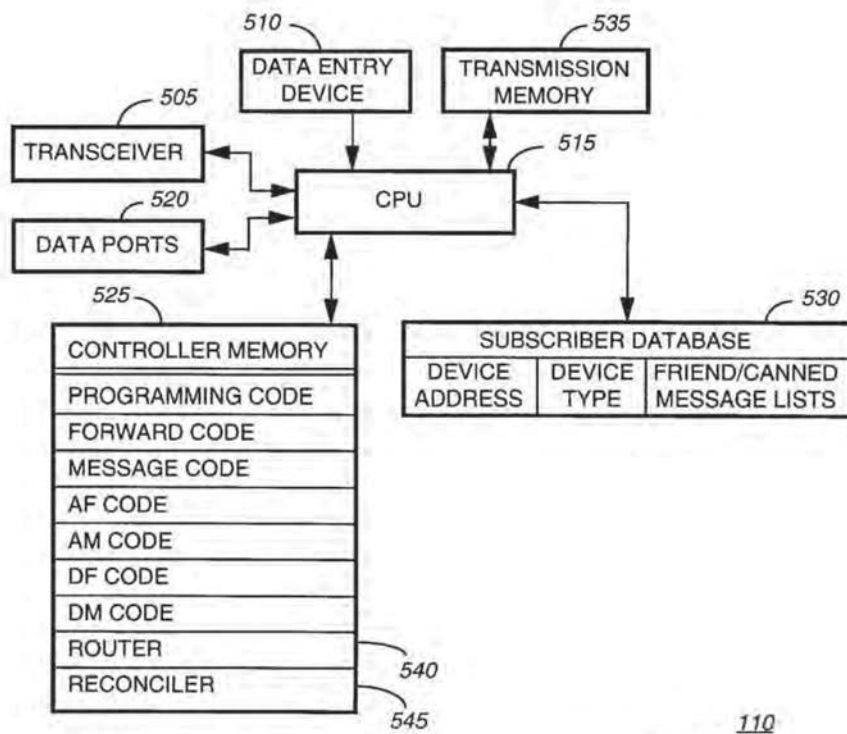 510
DATA ENTRY
DEVICE
535
TRANSMISSION
MEMORY
505
TRANSCEIVER
515
CPU
520
DATA PORTS
525
CONTROLLER MEMORY
PROGRAMMING CODE
FORWARD CODE
MESSAGE CODE
AF CODE
AM CODE
DF CODE
DM CODE
ROUTER
540
RECONCILER
545
530
SUBSCRIBER DATABASE
DEVICE
ADDRESS
DEVICE
TYPE
FRIEND/CANNED
MESSAGE LISTS
110